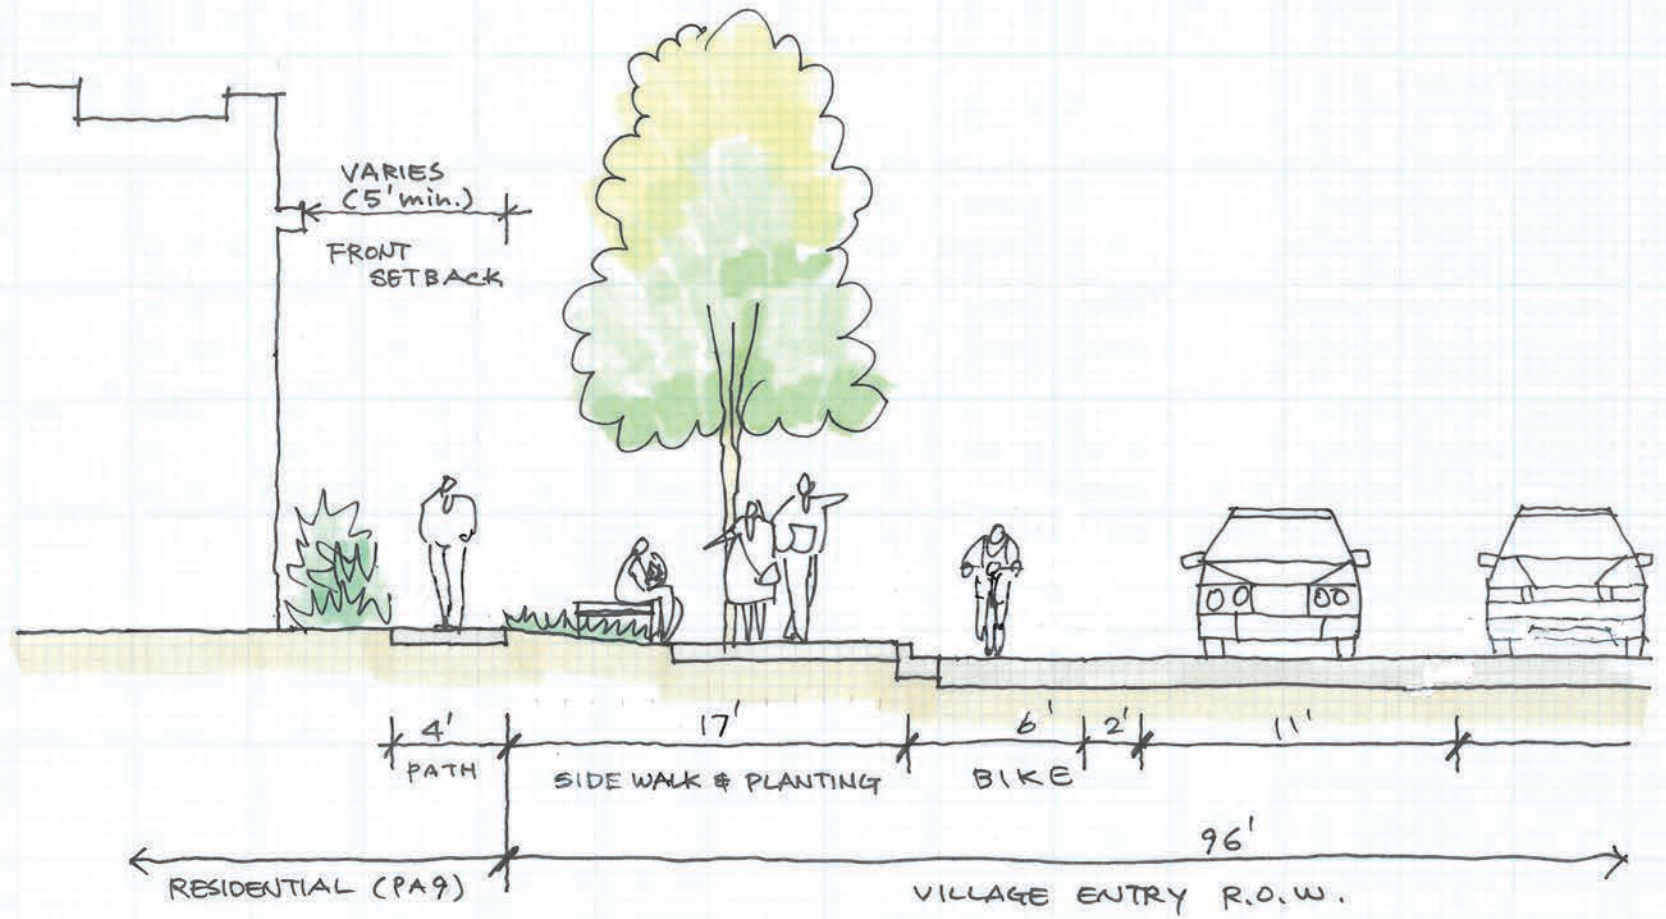 VARIES
(5'min.)
FRONT
SETBACK
4'
17'
6'
2'
11'
PATH
SIDE WALK & PLANTING
BIKE
96'
RESIDENTIAL (PA9)
VILLAGE ENTRY R.O.W.